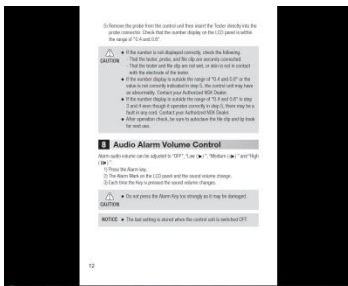 5) Remove the probe from the control unit then insert the Tester directly into the
probe connector. Check that the number display on the LCD panel is within
the range of "0.4 and 0.6".
CAUTION
● If the number is not displayed correctly, check the following.
- That the testers, probe, and file clip are securely connected.
- That the tester and file clip are not wet, or skin is not in contact
with the electrode of the tester.
● If the number display is outside the range of "0.4 and 0.6" or the
value is not correctly indicated in step 5, the control unit may have
an abnormality. Contact your Authorized NSK Dealer.
● If the number display is outside the range of "0.4 and 0.6" in step
3 and 4 even though it operates correctly in step 5, there may be a
fault in any cord. Contact your Authorized NSK Dealer.
● After operation check, be sure to autoclave the file clip and lip hook
for next use.
8 Audio Alarm Volume Control
Alarm audio volume can be adjusted to "OFF", "Low ( ) ", "Medium ( ) " and "High
( ) ".
1) Press the Alarm key.
2) The Alarm Mark on the LCD panel and the sound volume change.
3) Each time the Key is pressed the sound volume changes.
CAUTION
● Do not press the Alarm Key too strongly as it may be damaged.
NOTICE ● The last setting is stored when the control unit is switched OFF.
12